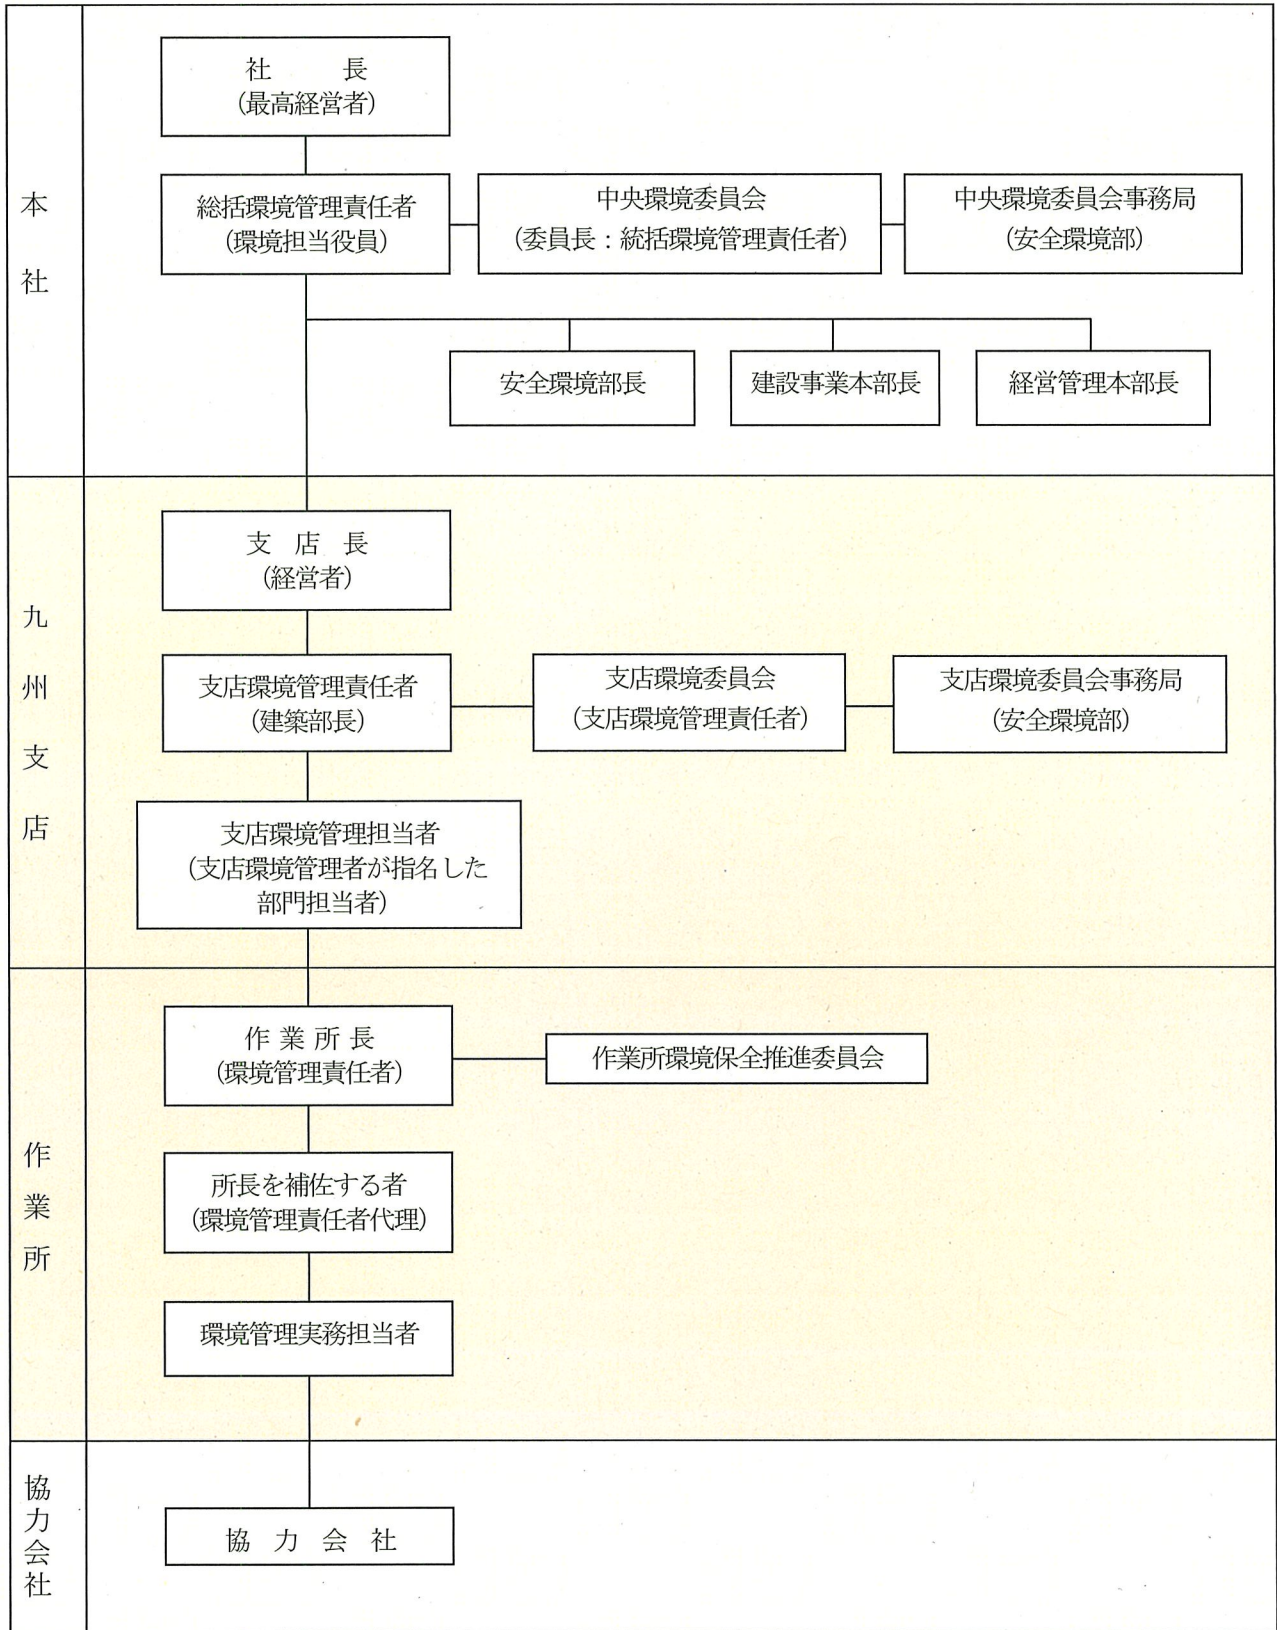 本社
社　長
(最高経営者)
総括環境管理責任者
(環境担当役員)
中央環境委員会
(委員長：統括環境管理責任者)
中央環境委員会事務局
(安全環境部)
安全環境部長
建設事業本部長
経営管理本部長
九州支店
支 店 長
(経営者)
支店環境管理責任者
(建築部長)
支店環境委員会
(支店環境管理責任者)
支店環境委員会事務局
(安全環境部)
支店環境管理担当者
(支店環境管理者が指名した
部門担当者)
作業所
作 業 所 長
(環境管理責任者)
作業所環境保全推進委員会
所長を補佐する者
(環境管理責任者代理)
環境管理実務担当者
協力会社
協 力 会 社